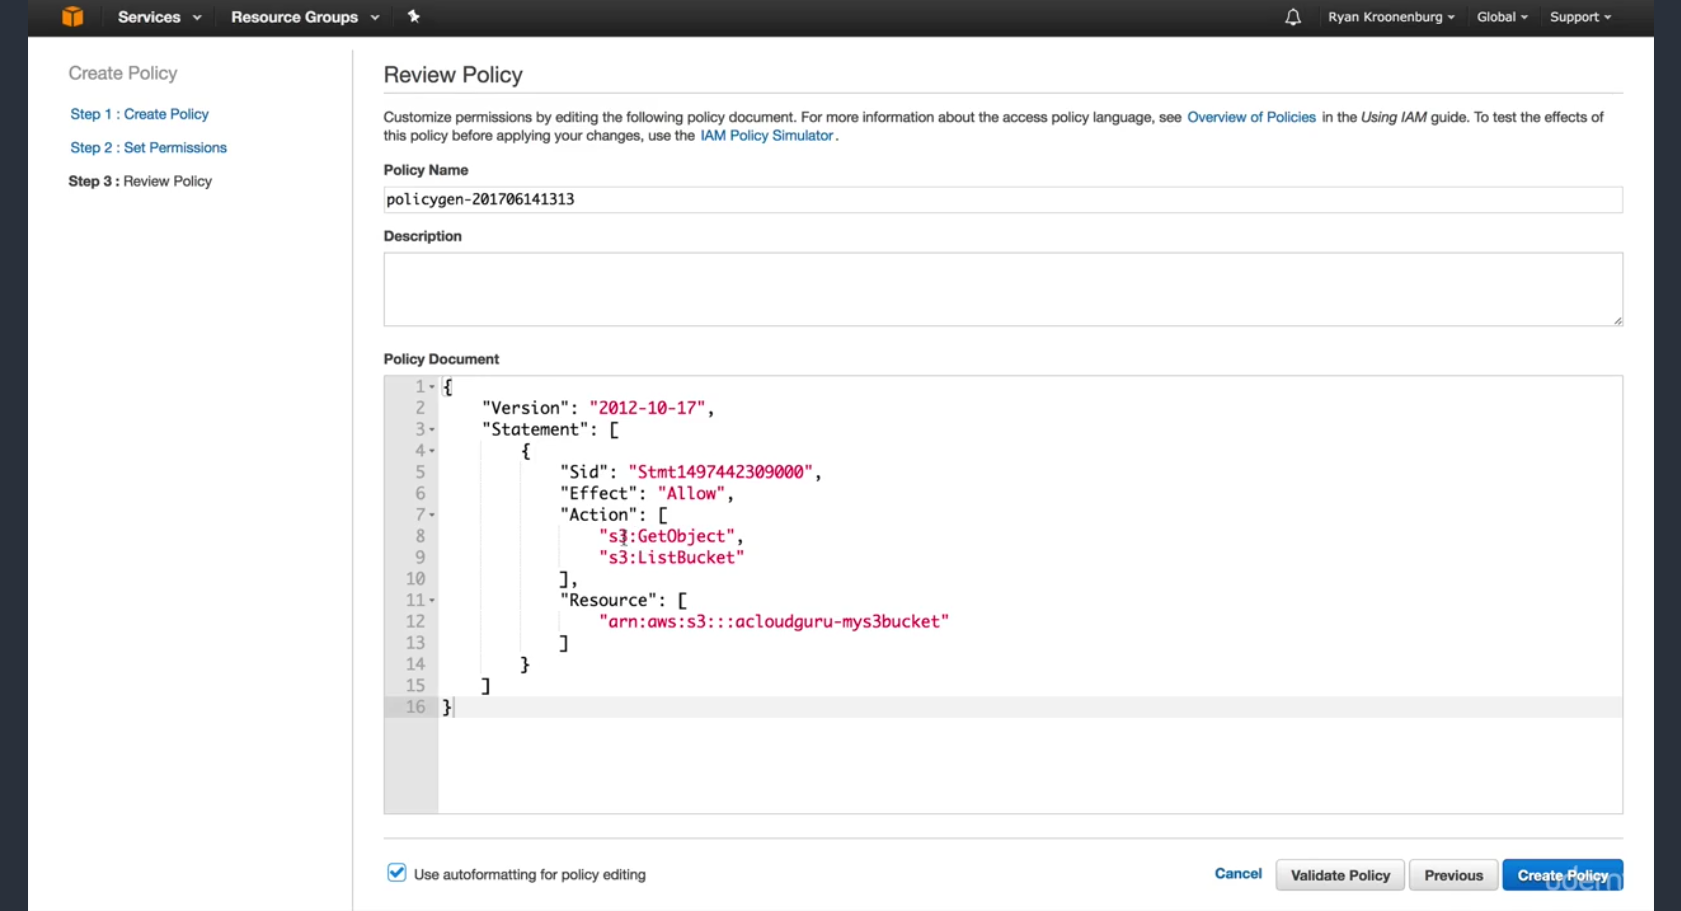 Services Resource Groups Ryan Kroonenburg Global Support
Create Policy
Step 1 : Create Policy
Step 2 : Set Permissions
Step 3 : Review Policy
Review Policy
Customize permissions by editing the following policy document. For more information about the access policy language, see Overview of Policies in the Using IAM guide. To test the effects of
this policy before applying your changes, use the IAM Policy Simulator.
Policy Name
policygen-201706141313
Description
Policy Document
1 {
2 "Version": "2012-10-17",
3 "Statement": [
4 {
5 "Sid": "Stmt1497442309000",
6 "Effect": "Allow",
7 "Action": [
8 "s3:GetObject",
9 "s3:ListBucket"
10 ],
11 "Resource": [
12 "arn:aws:s3:::acloudguru-mys3bucket"
13 ]
14 }
15 ]
16 }
Use autoformatting for policy editing Cancel Validate Policy Previous Create Policy